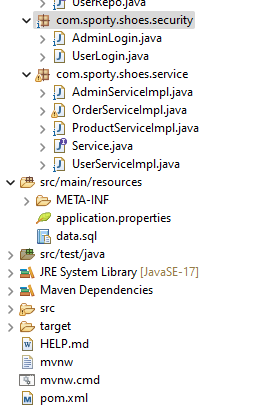 UserRepo.java
com.sporty.shoes.security
AdminLogin.java
UserLogin.java
com.sporty.shoes.service
AdminServiceImpl.java
OrderServiceImpl.java
ProductServiceImpl.java
Service.java
UserServiceImpl.java
src/main/resources
META-INF
application.properties
data.sql
src/test/java
JRE System Library [JavaSE-17]
Maven Dependencies
src
target
HELP.md
mvnw
mvnw.cmd
pom.xml